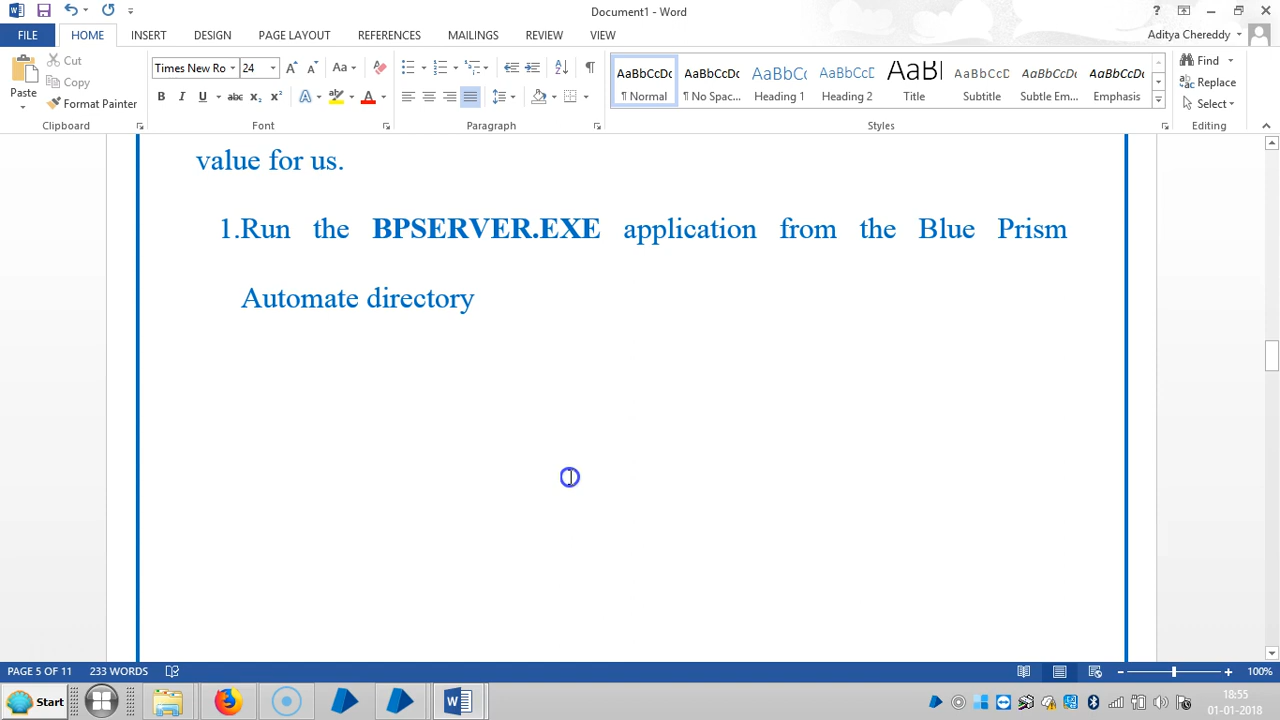 Document1 - Word
Aditya Chereddy
FILE HOME INSERT DESIGN PAGE LAYOUT REFERENCES MAILINGS REVIEW VIEW
Paste
Cut
Copy
Format Painter
Clipboard
Times New Ro 24
Font
Paragraph
AaBbCcDc AaBbCcDc AaBbCc AaBbCcD AaBl AaBbCcD AaBbCcDc AaBbCcDc
¶ Normal ¶ No Spac... Heading 1 Heading 2 Title Subtitle Subtle Em... Emphasis
Styles
Find
Replace
Select
Editing
value for us.
1.Run the BPSERVER.EXE application from the Blue Prism
Automate directory
PAGE 5 OF 11 233 WORDS 100%
Start
18:55
01-01-2018